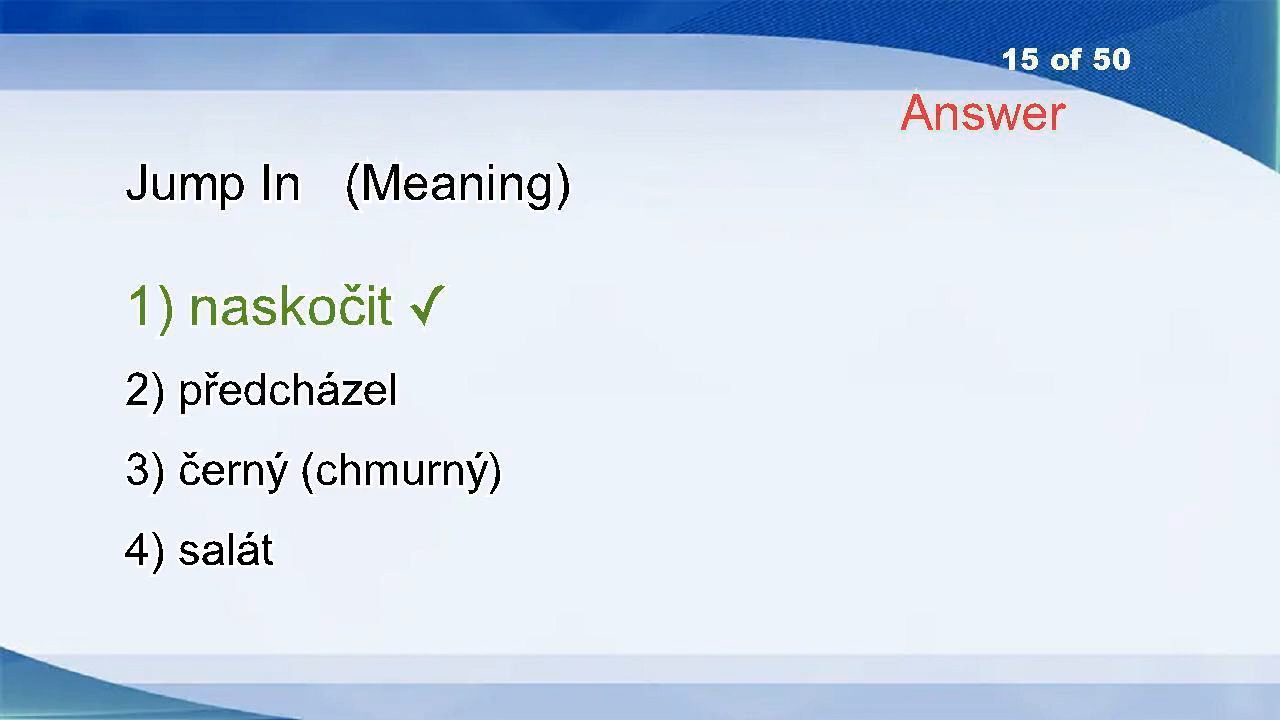 15 of 50
Answer
Jump In (Meaning)
1) naskočit ✓
2) předcházel
3) černý (chmurný)
4) salát